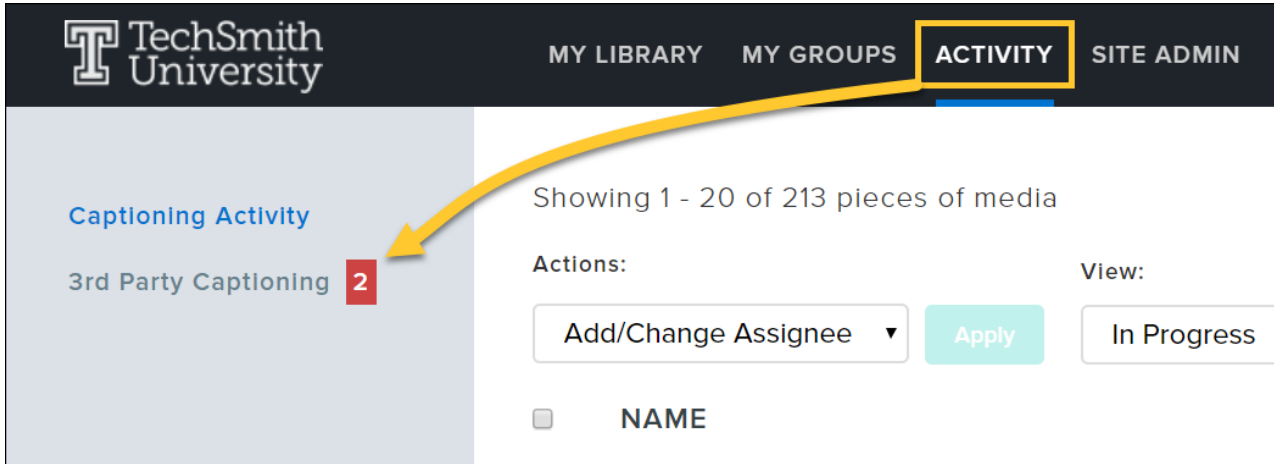 TechSmith
University
MY LIBRARY MY GROUPS ACTIVITY SITE ADMIN
Captioning Activity
3rd Party Captioning 2
Showing 1 - 20 of 213 pieces of media
Actions:
View:
Add/Change Assignee
Apply
In Progress
NAME